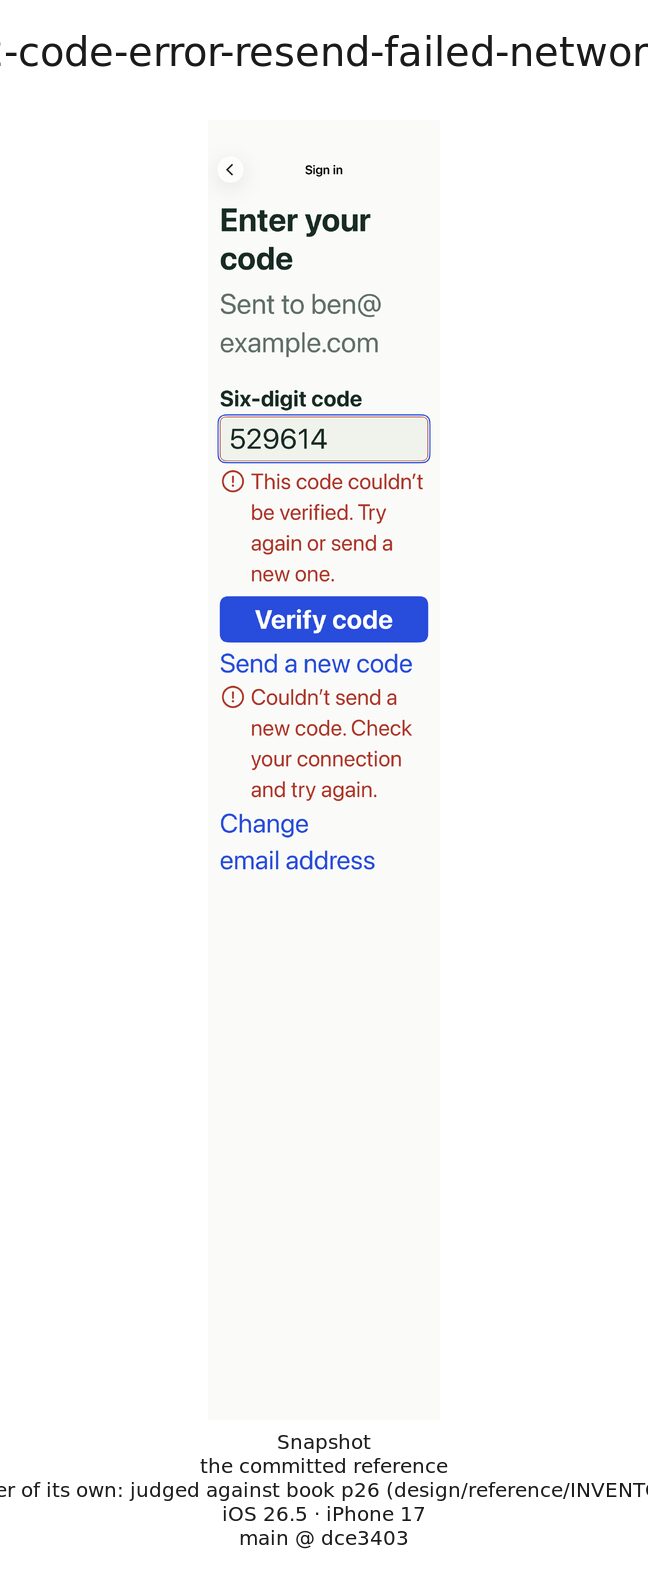 -code-error-resend-failed-networ
Sign in
Enter your
code
Sent to ben@
example.com
Six-digit code
529614
This code couldn’t
be verified. Try
again or send a
new one.
Verify code
Send a new code
Couldn’t send a
new code. Check
your connection
and try again.
Change
email address
Snapshot
the committed reference
er of its own: judged against book p26 (design/reference/INVENTO
iOS 26.5 · iPhone 17
main @ dce3403